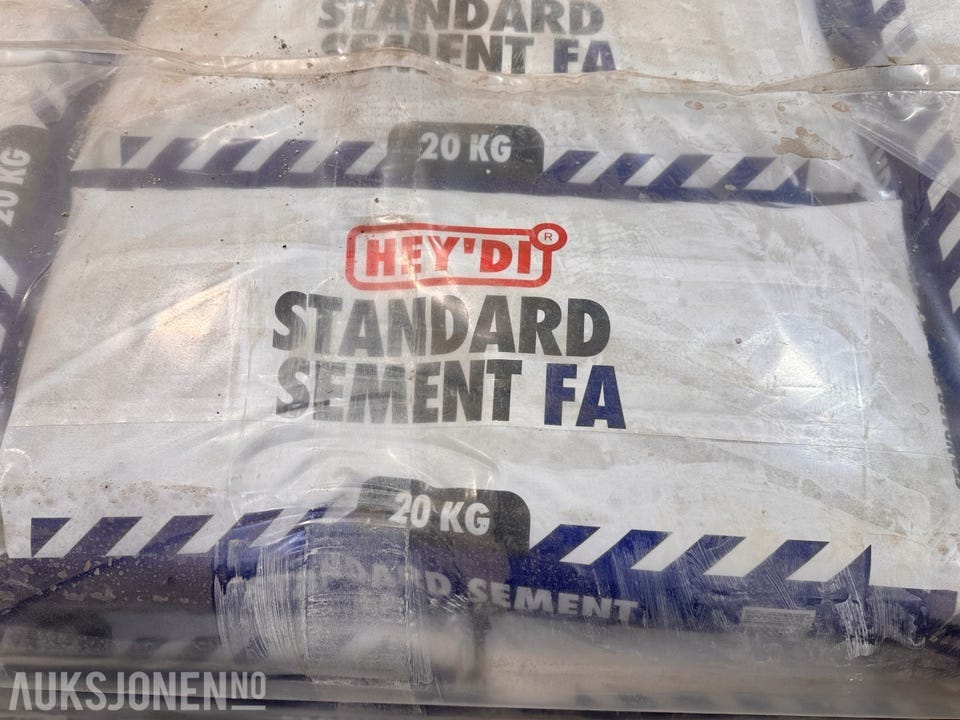 STANDARD
SEMENT FA
20 KG
20 KG
HEY'DI®
STANDARD
SEMENT FA
20 KG
SEMENT
AUKSJONEN.NO